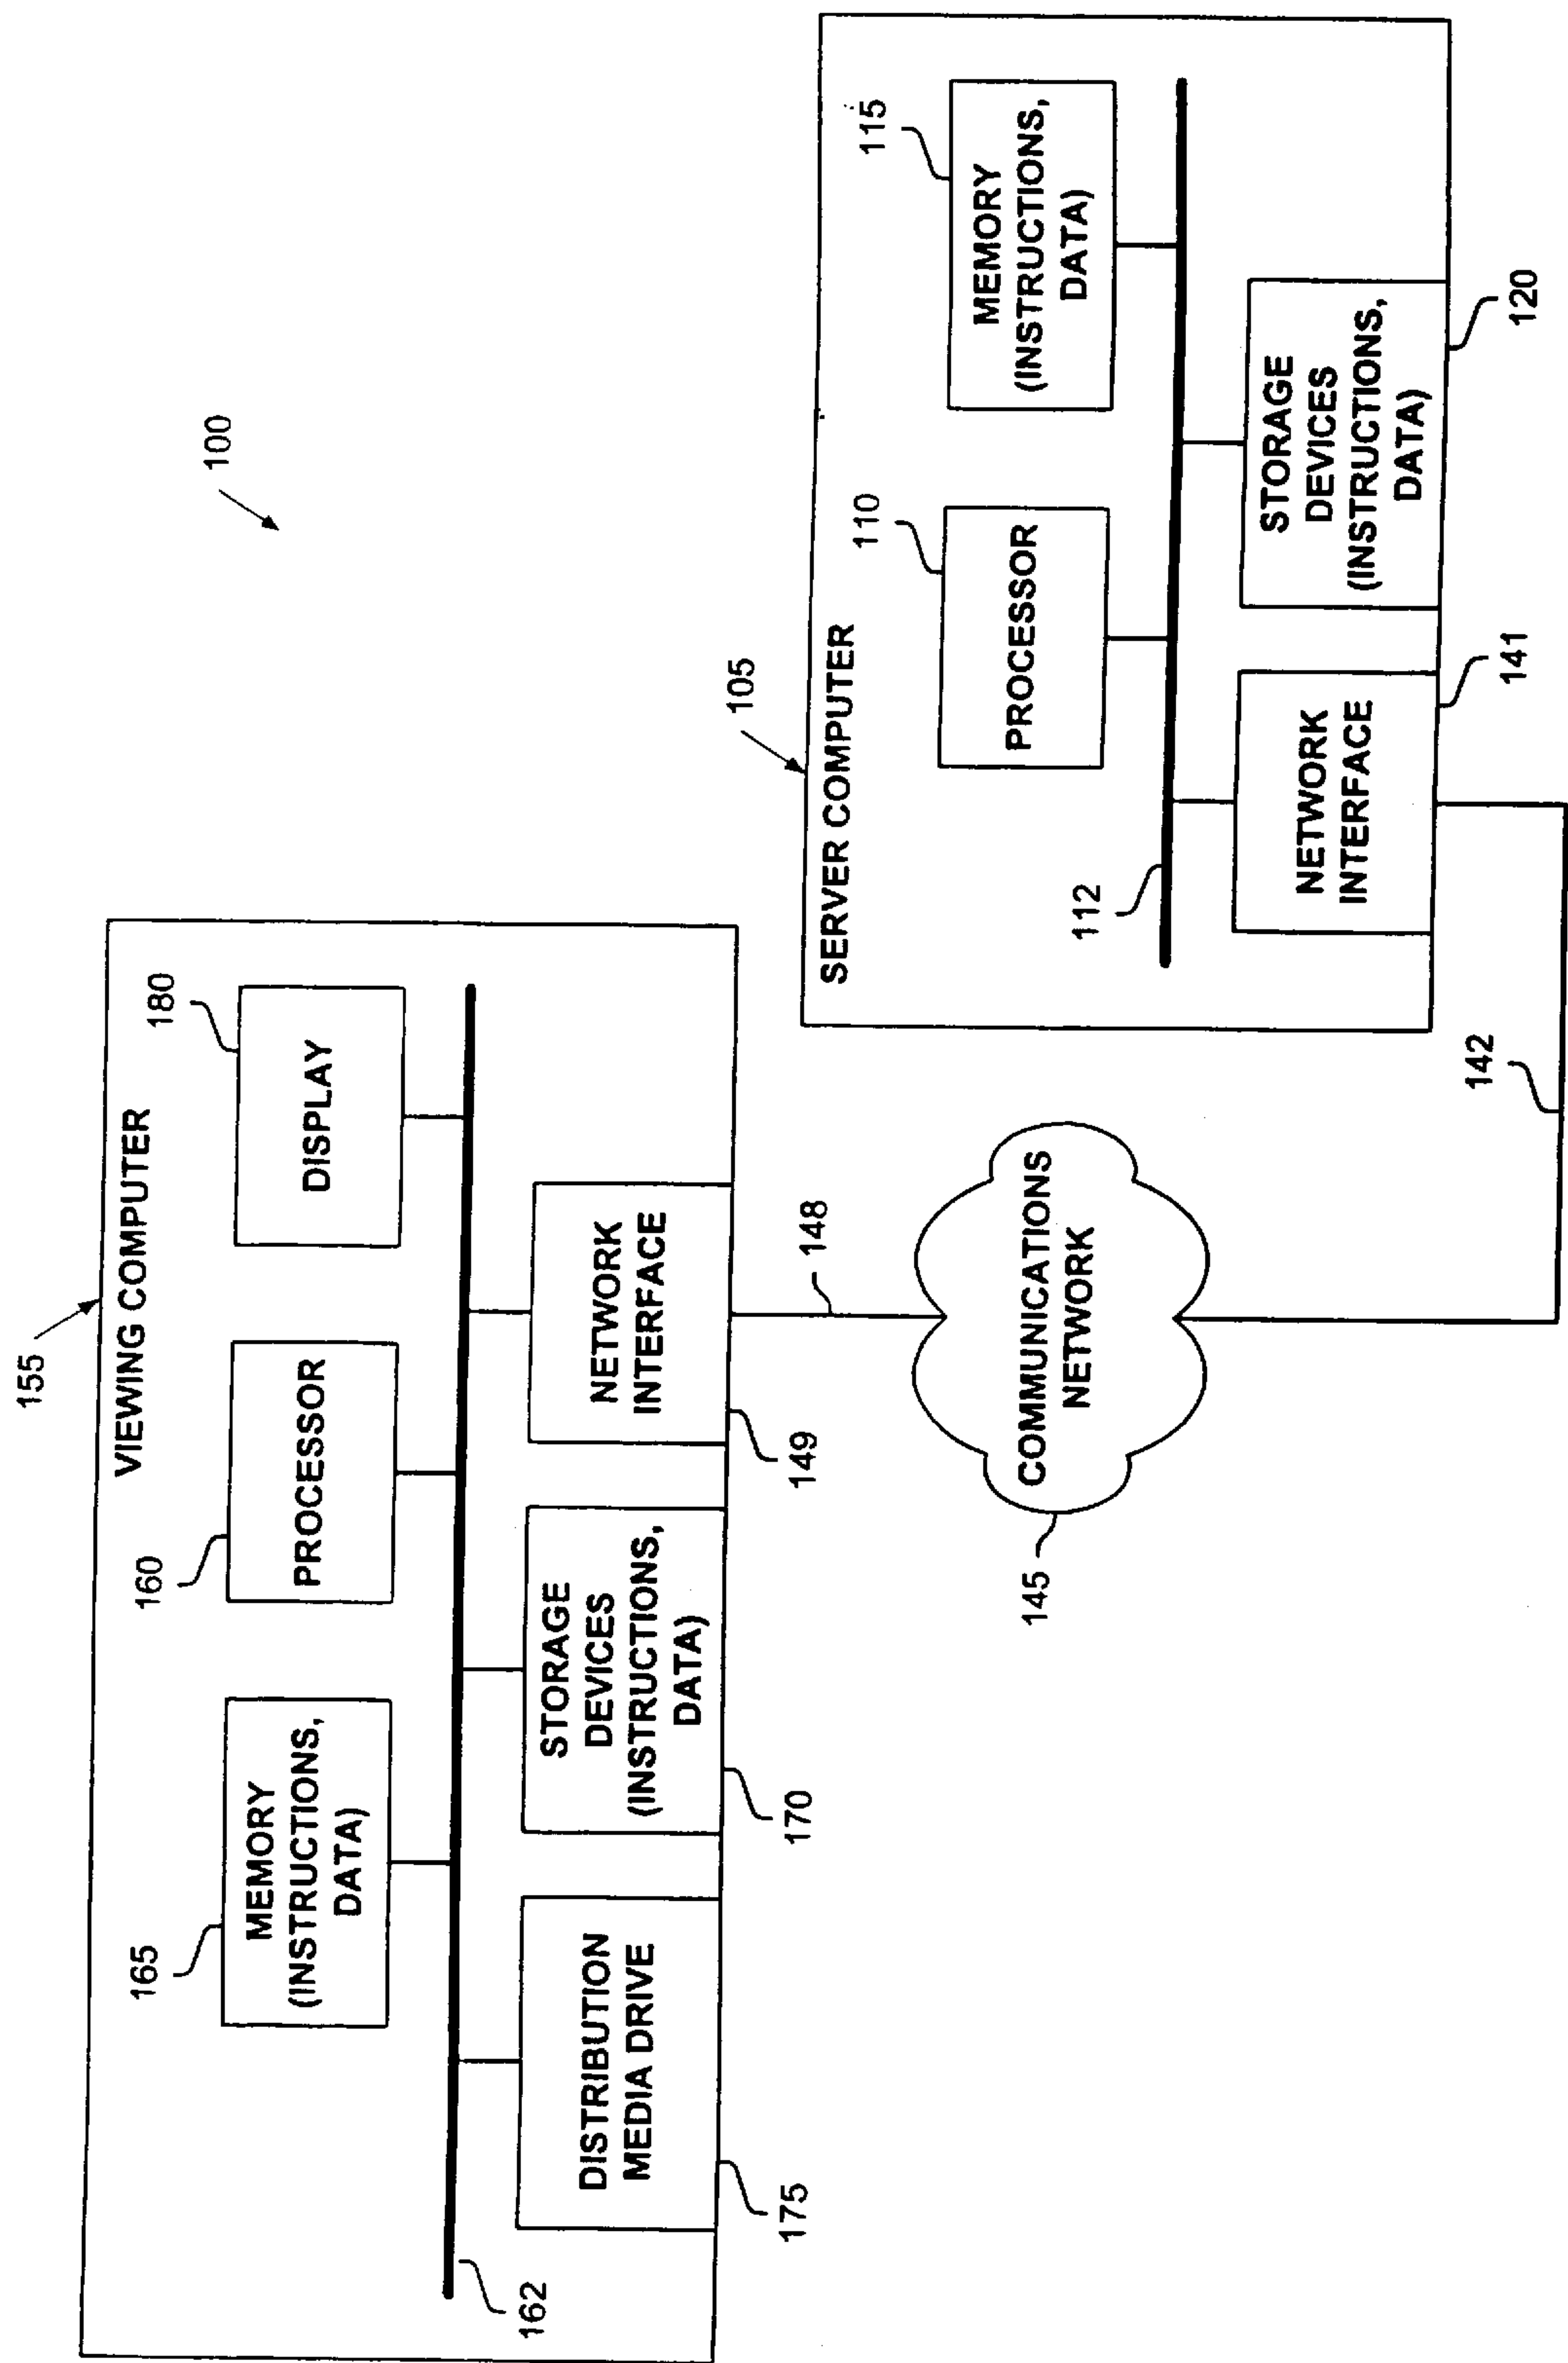 100
155
VIEWING COMPUTER
165
MEMORY
(INSTRUCTIONS,
DATA)
160
PROCESSOR
180
DISPLAY
162
DISTRIBUTION
MEDIA DRIVE
175
STORAGE
DEVICES
(INSTRUCTIONS,
DATA)
170
NETWORK
INTERFACE
149
148
COMMUNICATIONS
NETWORK
145
142
105
SERVER COMPUTER
110
PROCESSOR
115
MEMORY
(INSTRUCTIONS,
DATA)
112
NETWORK
INTERFACE
141
STORAGE
DEVICES
(INSTRUCTIONS,
DATA)
120